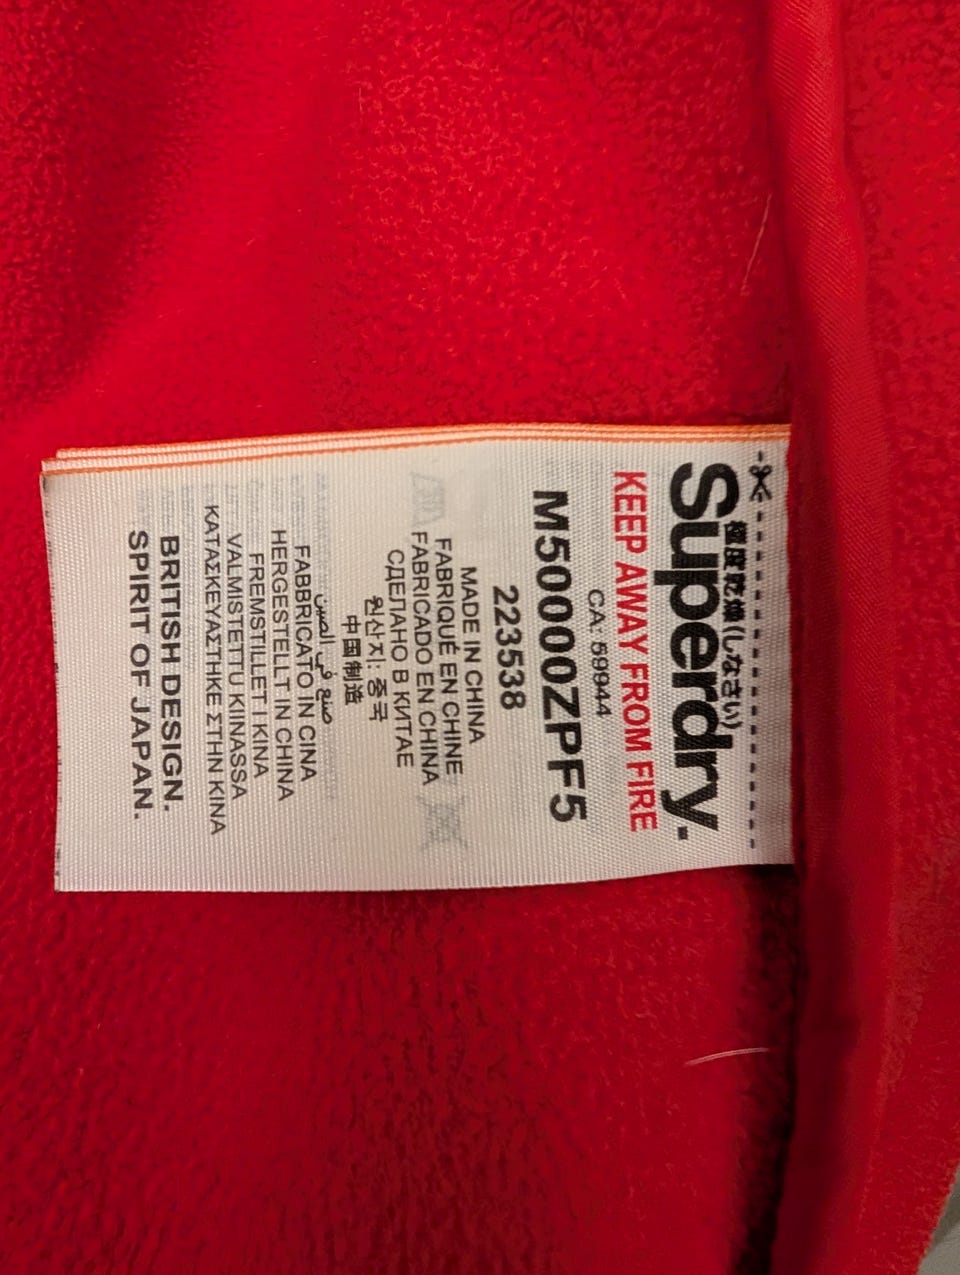 Superdry.
極度乾燥(しなさい)
KEEP AWAY FROM FIRE
CA: 59944
M50000ZPF5
223538
MADE IN CHINA
FABRIQUÉ EN CHINE
FABRICADO EN CHINA
СДЕЛАНО В КИТАЕ
원산지: 중국
中国制造
صنع في الصين
FABBRICATO IN CINA
HERGESTELLT IN CHINA
FREMSTILLET I KINA
VALMISTETTU KIINASSA
ΚΑΤΑΣΚΕΥΑΣΤΗΚΕ ΣΤΗΝ ΚΙΝΑ
BRITISH DESIGN.
SPIRIT OF JAPAN.